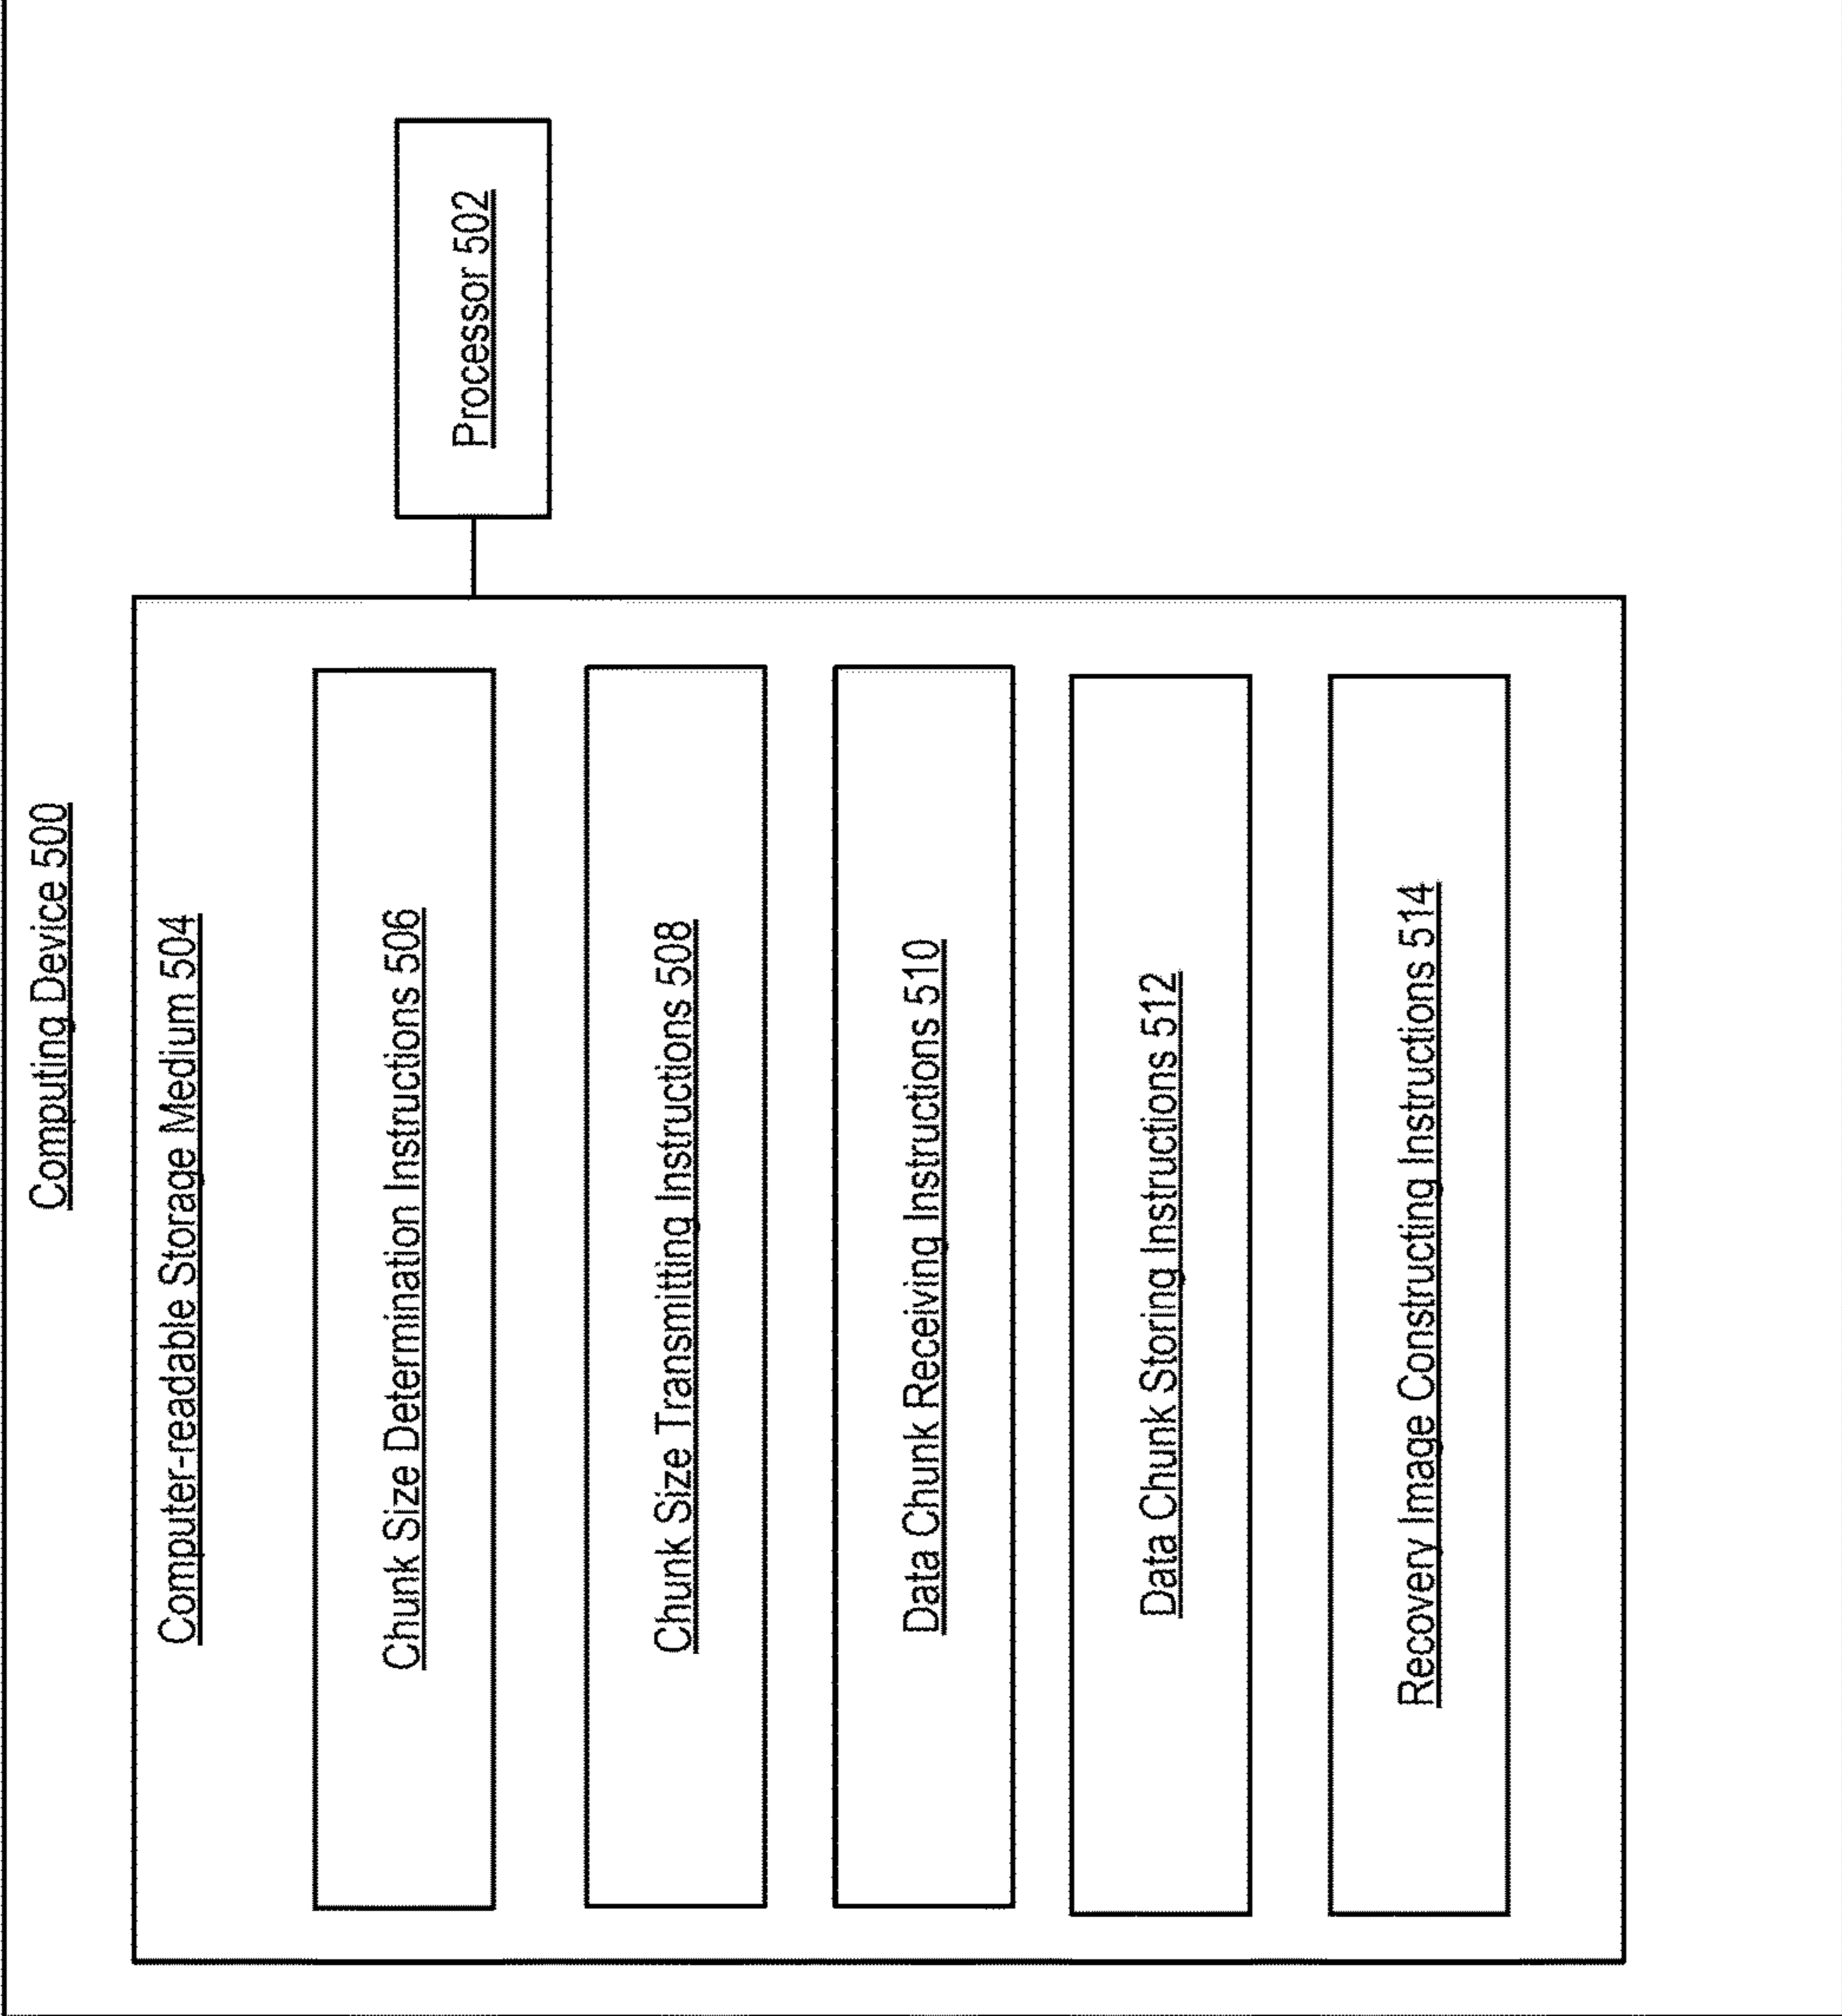 Computing Device 500
Computer-readable Storage Medium 504
Processor 502
Chunk Size Determination Instructions 506
Chunk Size Transmitting Instructions 508
Data Chunk Receiving Instructions 510
Data Chunk Storing Instructions 512
Recovery Image Constructing Instructions 514